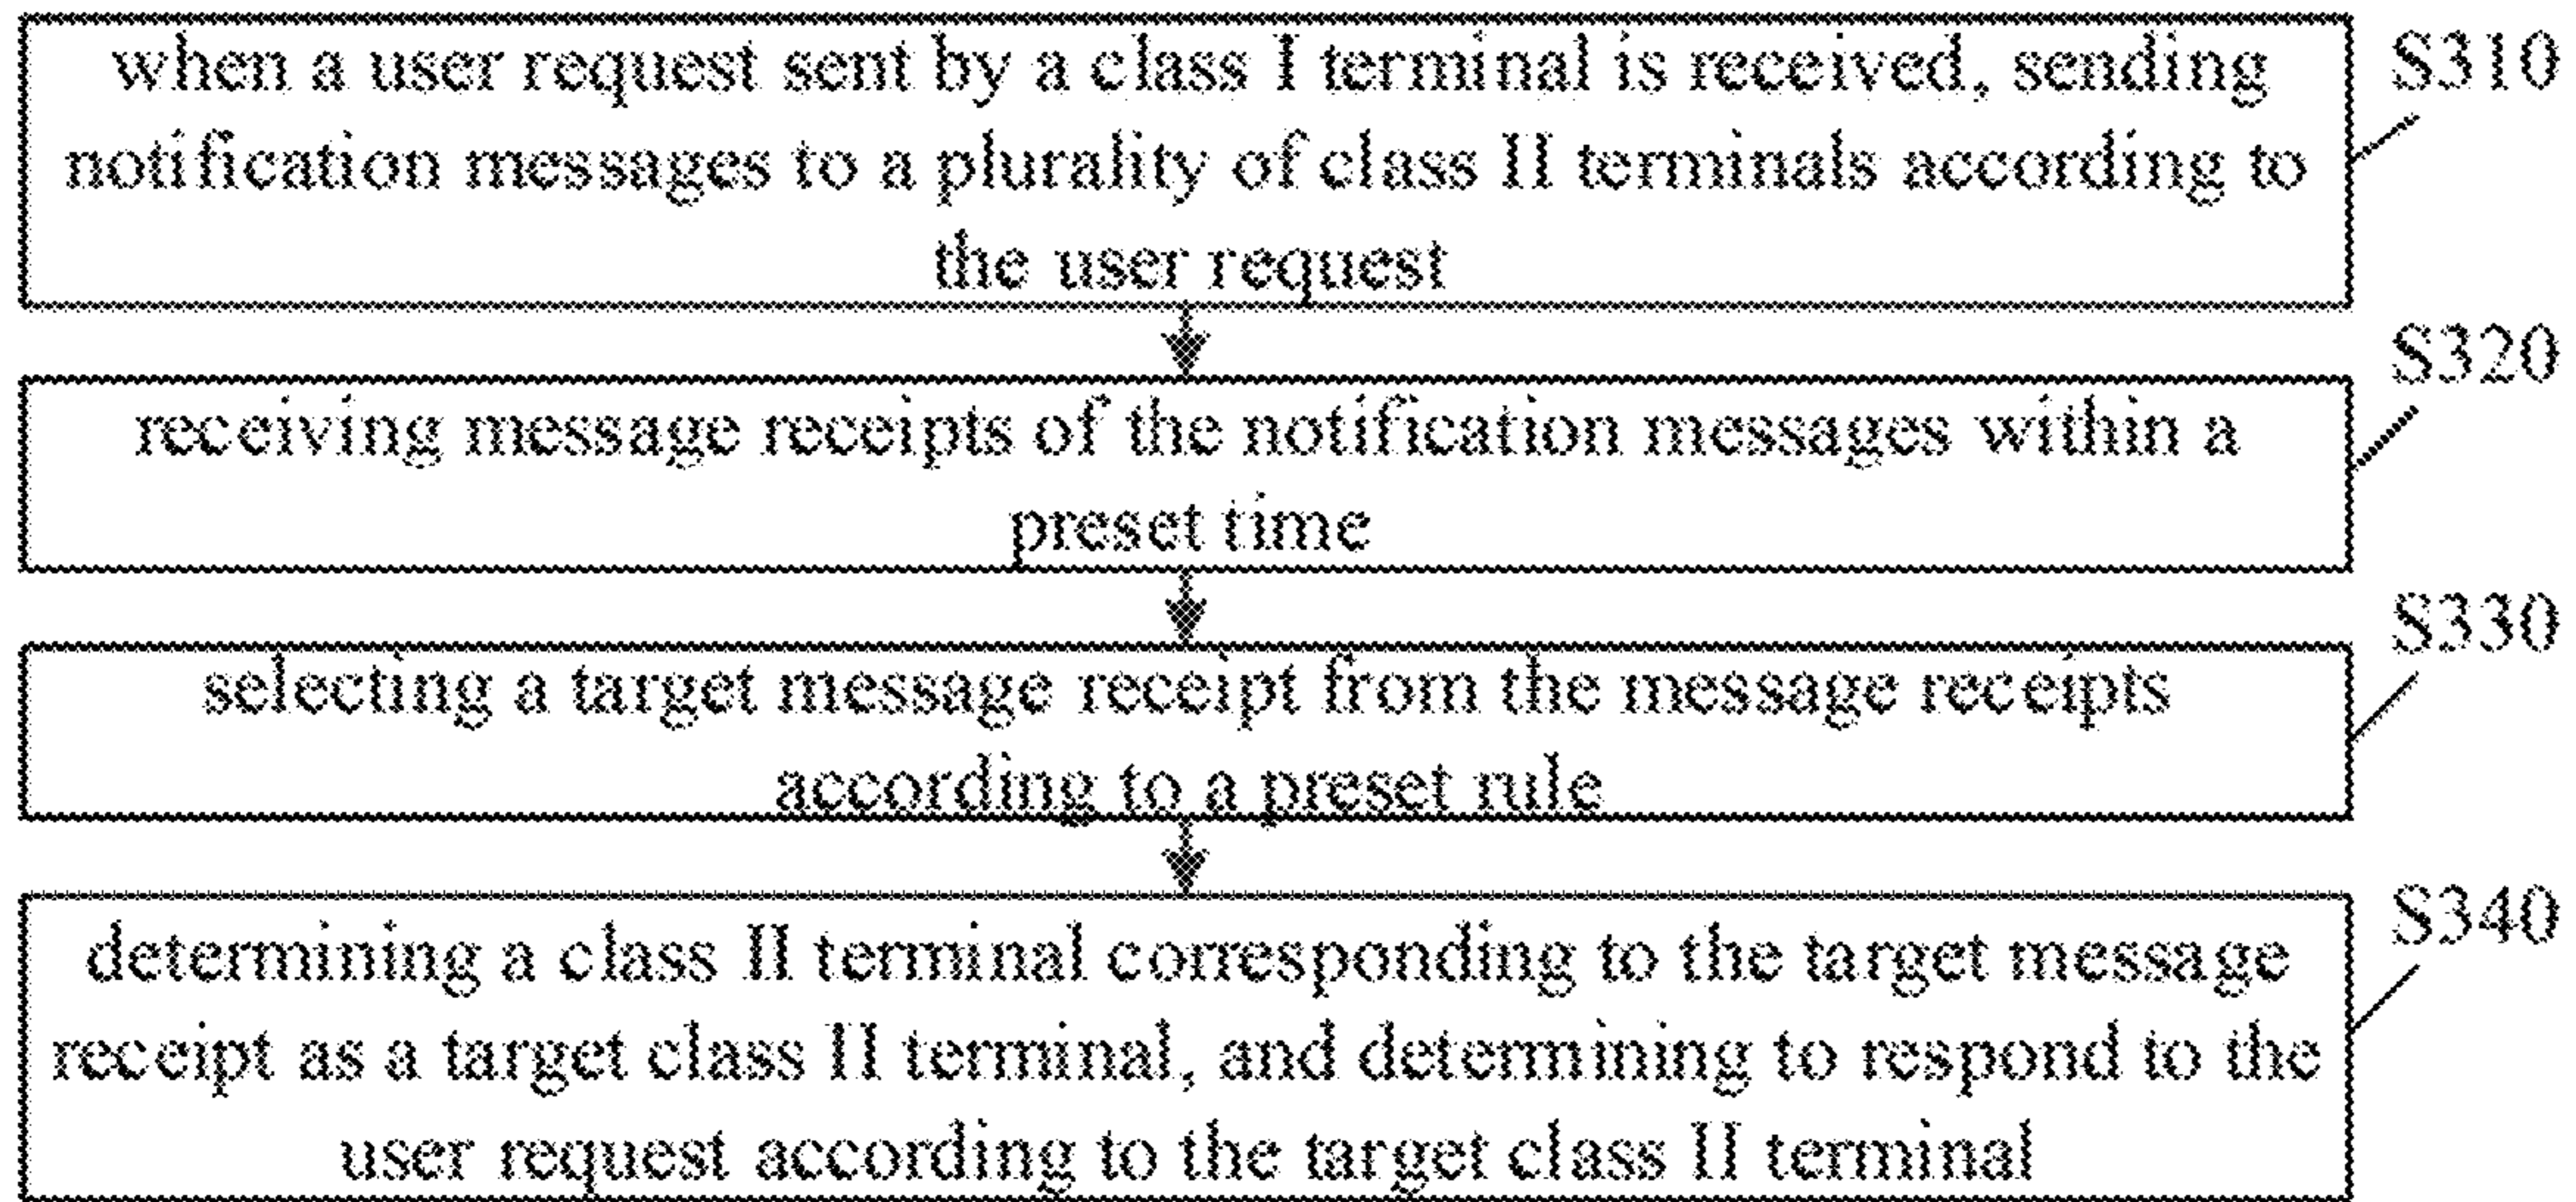 when a user request sent by a class I terminal is received, sending
notification messages to a plurality of class II terminals according to
the user request
S310
receiving message receipts of the notification messages within a
preset time
S320
selecting a target message receipt from the message receipts
according to a preset rule
S330
determining a class II terminal corresponding to the target message
receipt as a target class II terminal, and determining to respond to the
user request according to the target class II terminal
S340